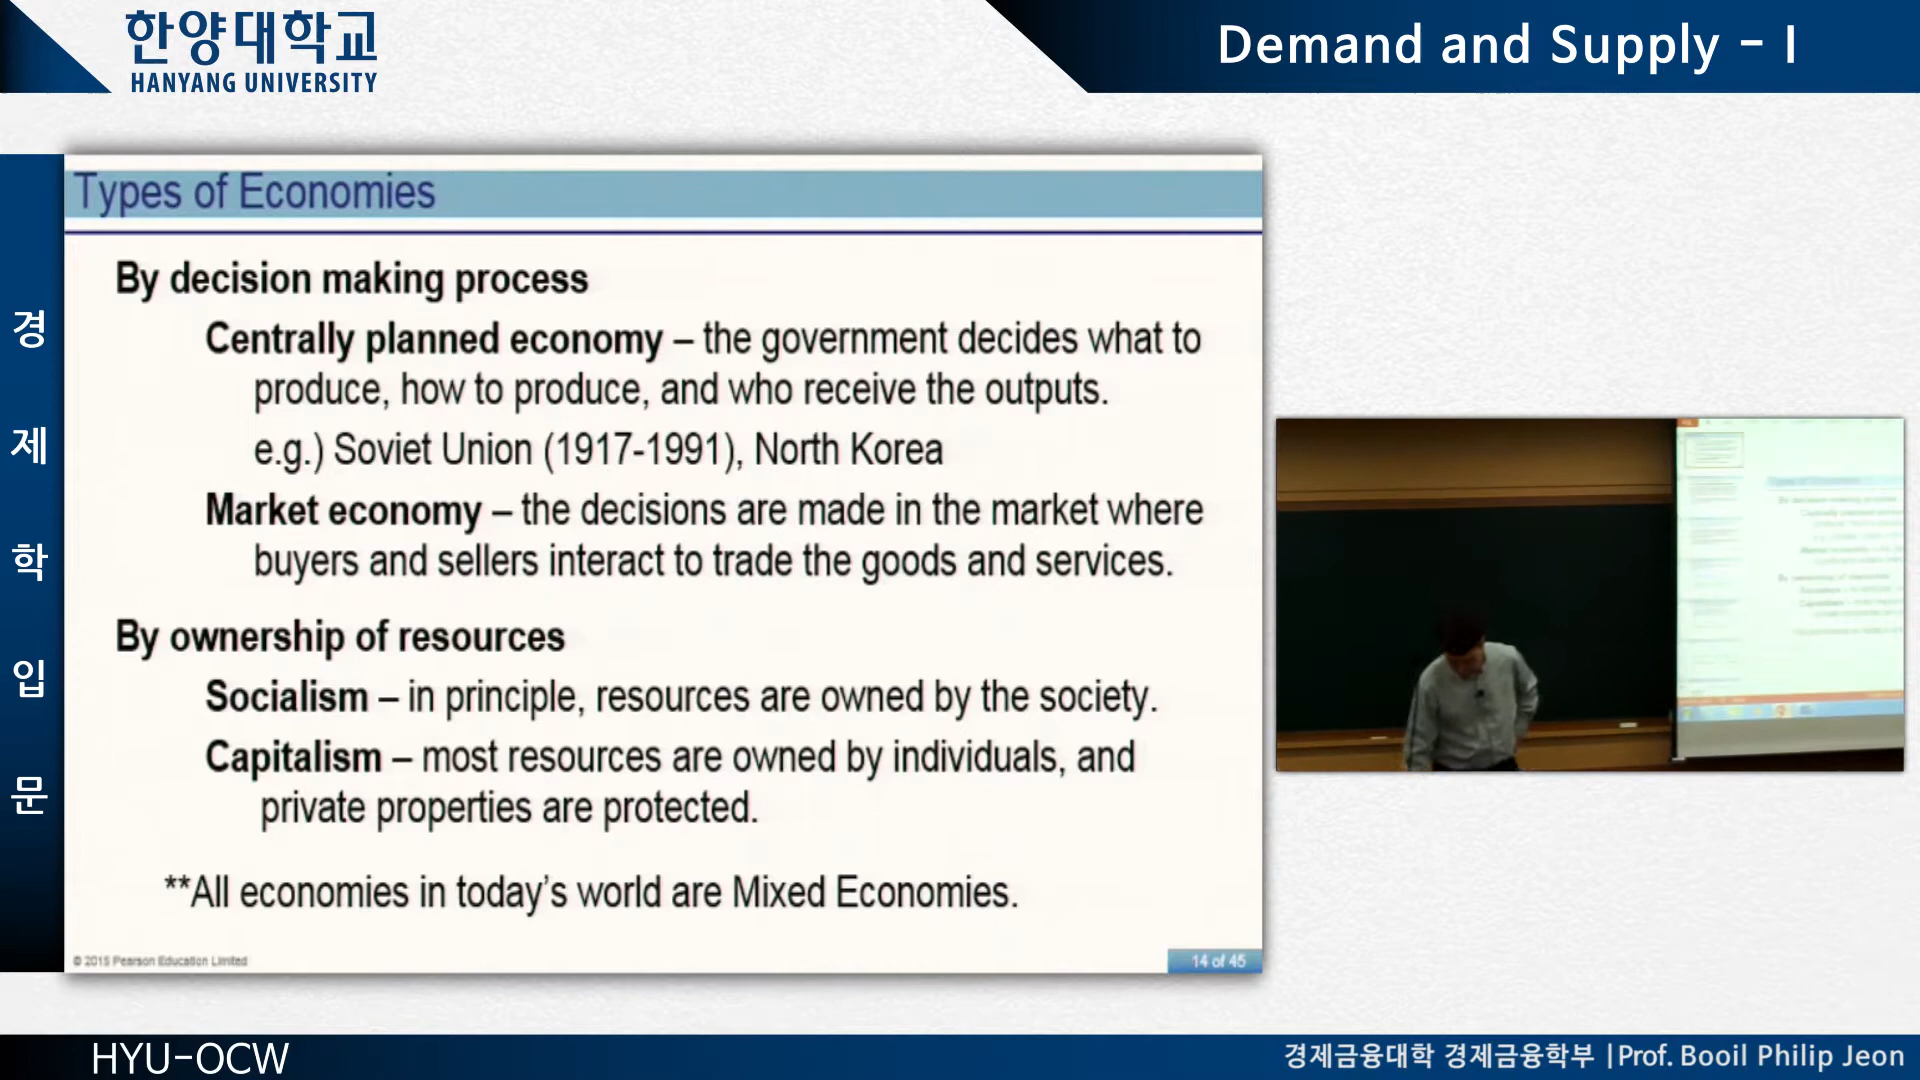 한양대학교
HANYANG UNIVERSITY
Demand and Supply - I
경제학입문
Types of Economies
By decision making process
Centrally planned economy – the government decides what to
produce, how to produce, and who receive the outputs.
e.g.) Soviet Union (1917-1991), North Korea
Market economy – the decisions are made in the market where
buyers and sellers interact to trade the goods and services.
By ownership of resources
Socialism – in principle, resources are owned by the society.
Capitalism – most resources are owned by individuals, and
private properties are protected.
**All economies in today's world are Mixed Economies.
© 2015 Pearson Education Limited
14 of 45
HYU-OCW
경제금융대학 경제금융학부 |Prof. Booil Philip Jeon